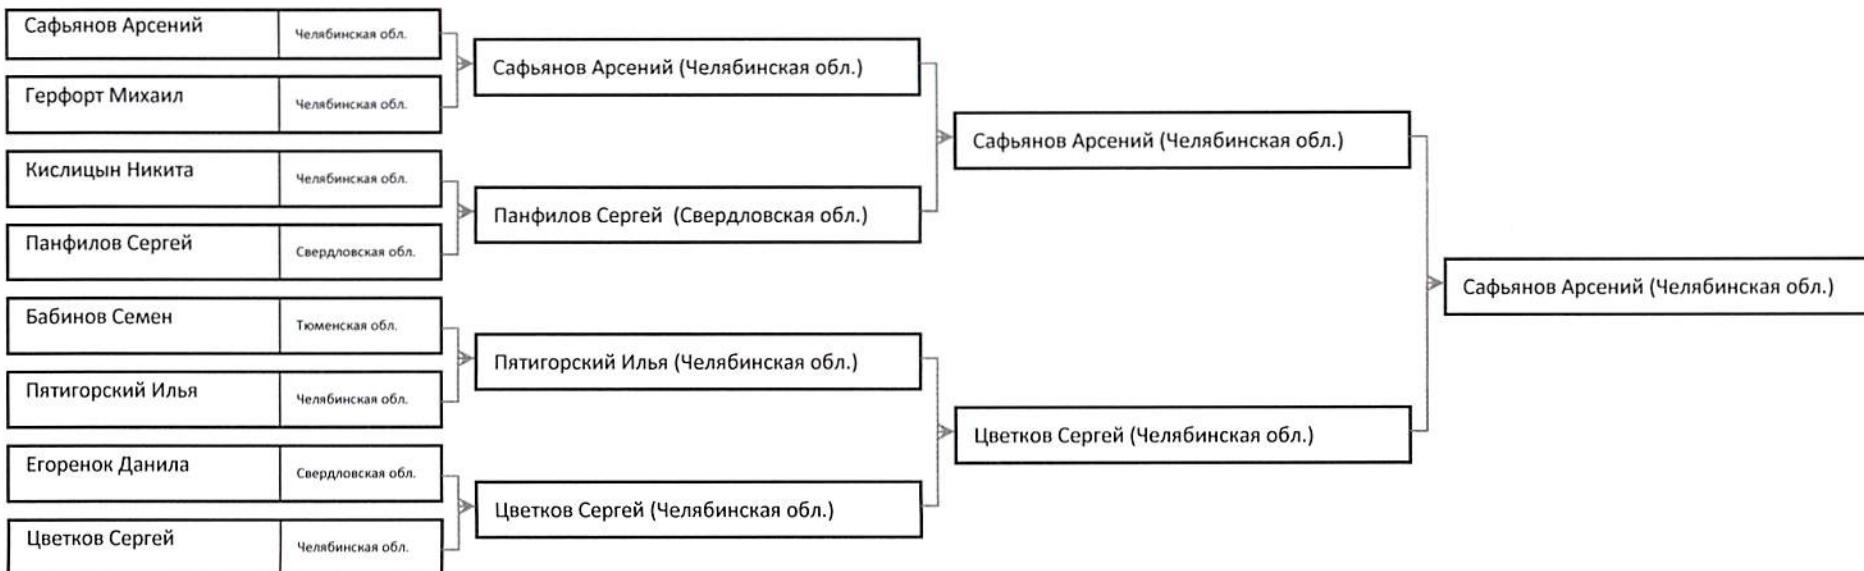 Сафьянов Арсений Челябинская обл.
Герфорт Михаил Челябинская обл.
Кислицын Никита Челябинская обл.
Панфилов Сергей Свердловская обл.
Бабинов Семен Тюменская обл.
Пятигорский Илья Челябинская обл.
Егоренок Данила Свердловская обл.
Цветков Сергей Челябинская обл.
Сафьянов Арсений (Челябинская обл.)
Панфилов Сергей (Свердловская обл.)
Пятигорский Илья (Челябинская обл.)
Цветков Сергей (Челябинская обл.)
Сафьянов Арсений (Челябинская обл.)
Цветков Сергей (Челябинская обл.)
Сафьянов Арсений (Челябинская обл.)